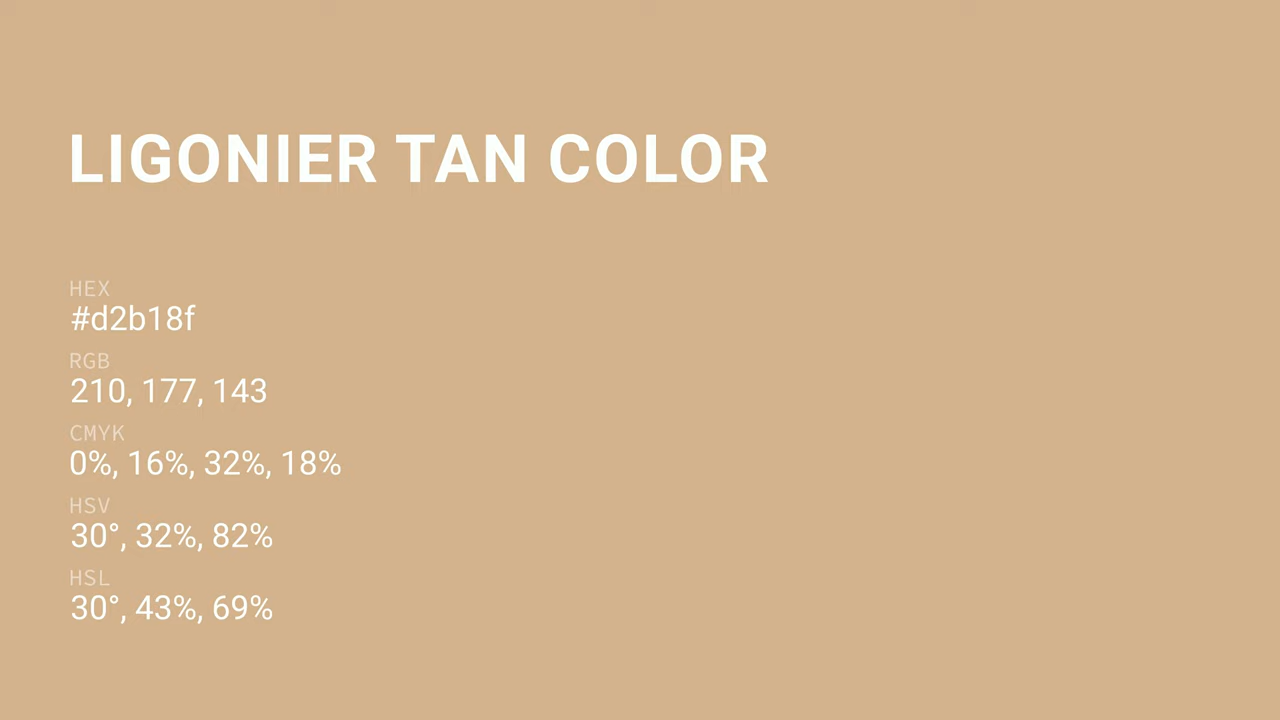 LIGONIER TAN COLOR
HEX
#d2b18f
RGB
210, 177, 143
CMYK
0%, 16%, 32%, 18%
HSV
30°, 32%, 82%
HSL
30°, 43%, 69%